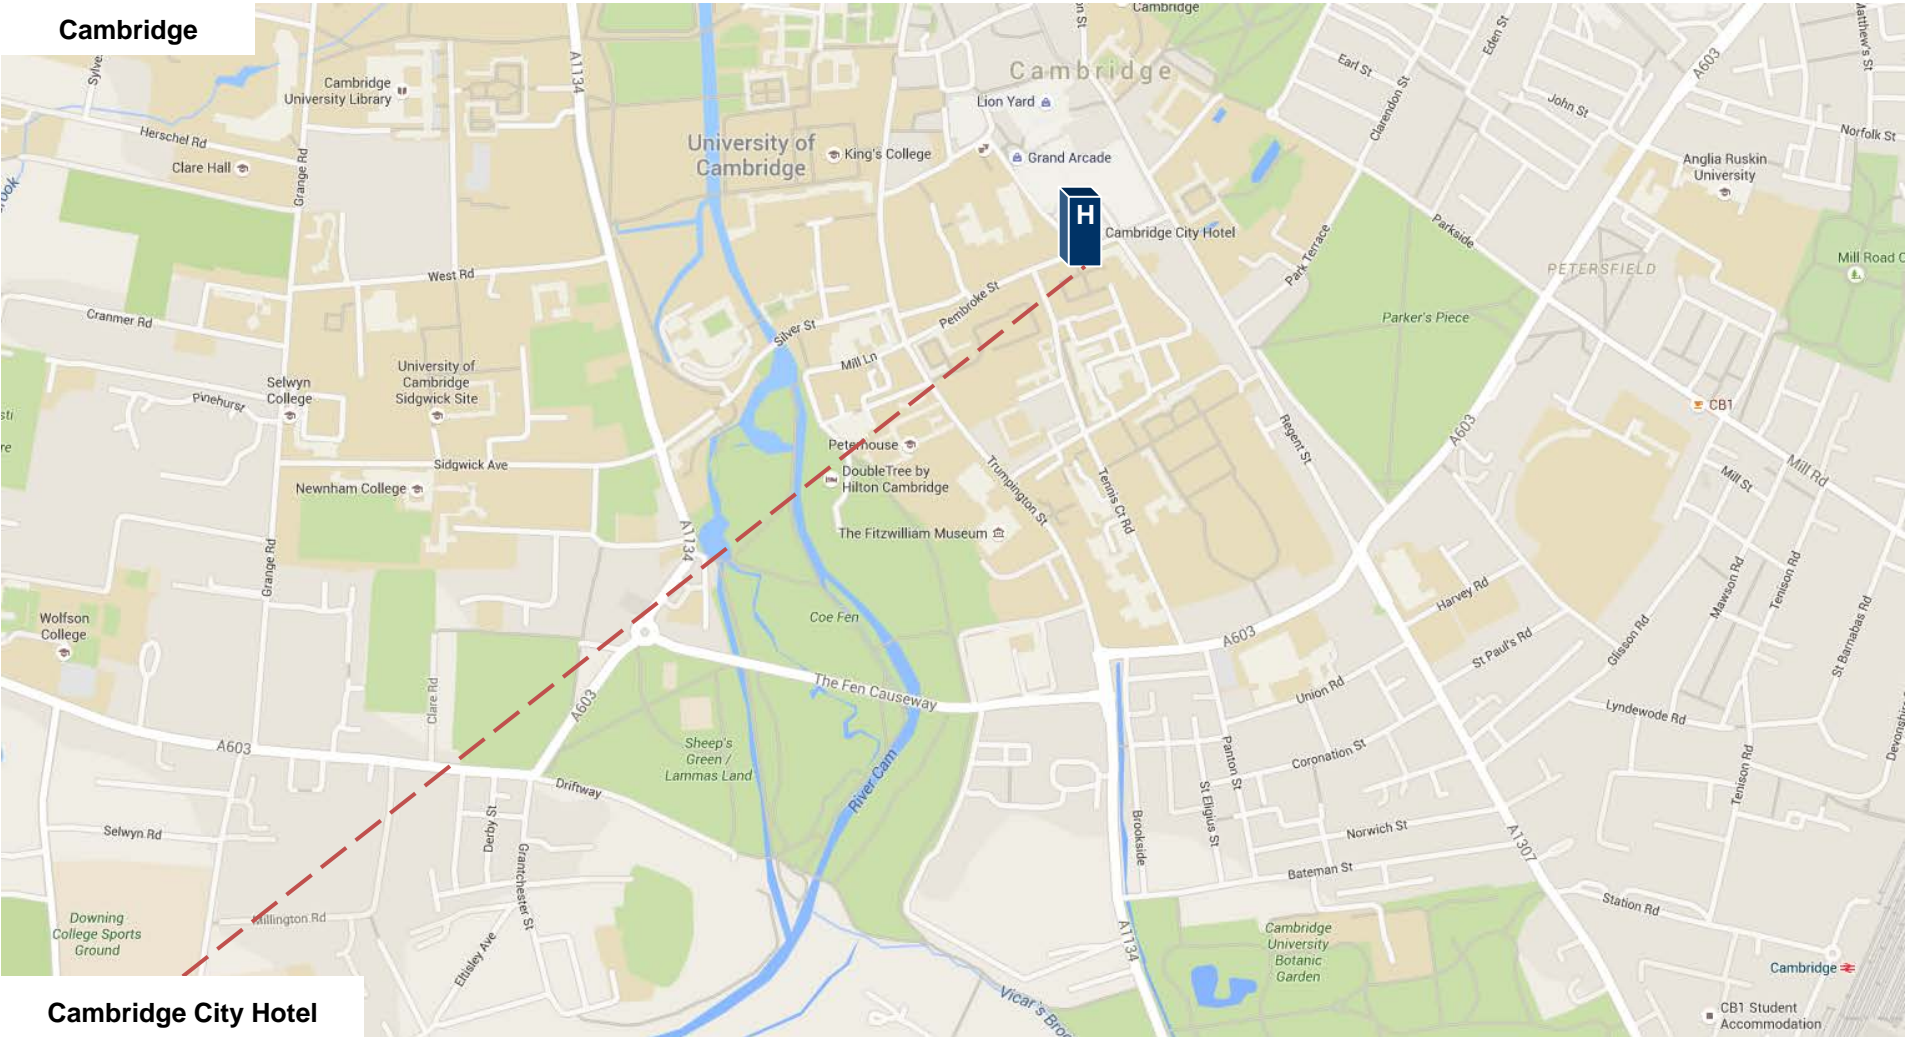 Cambridge
Cambridge
Cambridge
Sylve
Cambridge
University Library
A1134
Lion Yard
Earl St
Eden St
A603
Matthew's St
Clarendon St
John St
Norfolk St
Herschel Rd
Clare Hall
Grange Rd
University of
Cambridge
King's College
Grand Arcade
Anglia Ruskin
University
H
Cambridge City Hotel
Park Terrace
Parkside
PETERSFIELD
Mill Road C
West Rd
Cranmer Rd
Pembroke St
Silver St
Mill Ln
Parker's Piece
University of
Cambridge
Sidgwick Site
Selwyn
College
Pinehurst
CB1
Regent St
A603
Peterhouse
DoubleTree by
Hilton Cambridge
Sidgwick Ave
Newnham College
Trumpington St
Tennis Ct Rd
Mill St
Mill Rd
The Fitzwilliam Museum
A1134
Grange Rd
Mawson Rd
Tenison Rd
Harvey Rd
Wolfson
College
Coe Fen
A603
St Paul's Rd
Glisson Rd
St Barnabas Rd
Clare Rd
A603
The Fen Causeway
Union Rd
Lyndewode Rd
A603
Sheep's
Green /
Lammas Land
Driftway
River Cam
Panton St
Coronation St
Tenison Rd
Devonshire
St Eligius St
Selwyn Rd
Derby St
Grantchester St
Brookside
Norwich St
A1307
Bateman St
Station Rd
Downing
College Sports
Ground
Millington Rd
Eltisley Ave
A1134
Cambridge
University
Botanic
Garden
Cambridge
Vicar's Broo
CB1 Student
Accommodation
Cambridge City Hotel